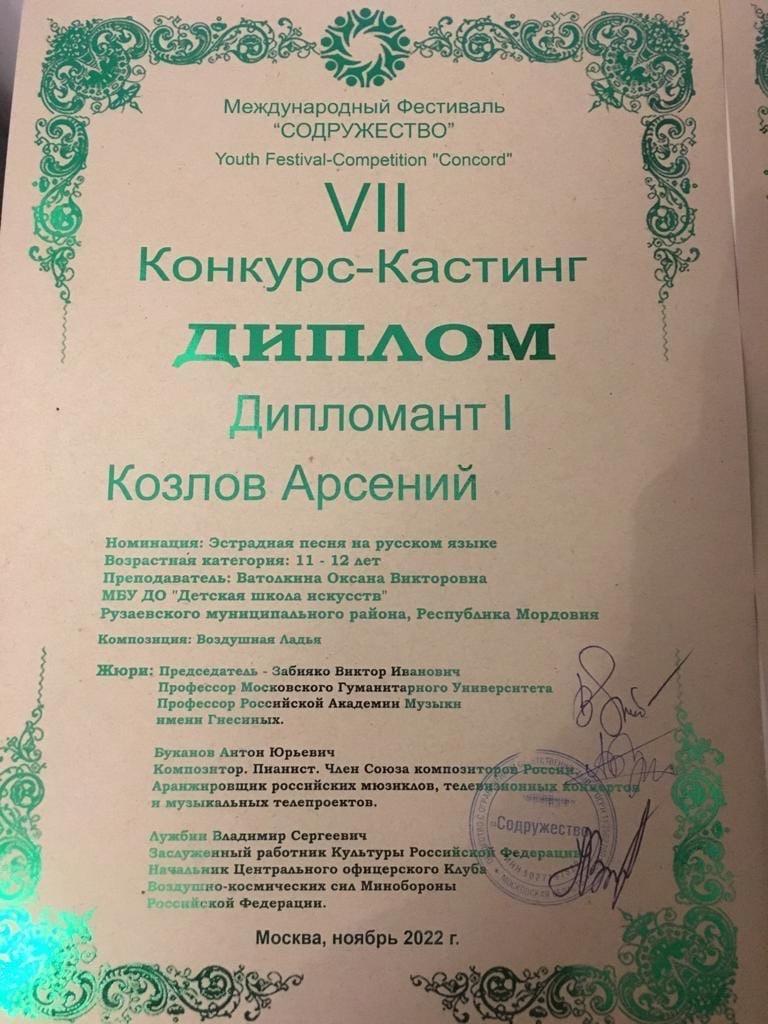 Международный Фестиваль
“СОДРУЖЕСТВО”
Youth Festival-Competition "Concord"
VII
Конкурс-Кастинг
ДИПЛОМ
Дипломант I
Козлов Арсений
Номинация: Эстрадная песня на русском языке
Возрастная категория: 11 - 12 лет
Преподаватель: Ватолкина Оксана Викторовна
МБУ ДО "Детская школа искусств"
Рузаевского муниципального района, Республика Мордовия
Композиция: Воздушная Ладья
Жюри: Председатель - Забияко Виктор Иванович
Профессор Московского Гуманитарного Университета
Профессор Российской Академии Музыки
имени Гнесиных.
Буканов Антон Юрьевич
Композитор. Пианист. Член Союза композиторов России.
Аранжировщик российских мюзиклов, телевизионных концертов
и музыкальных телепроектов.
Лужбин Владимир Сергеевич
Заслуженный работник Культуры Российской Федерации
Начальник Центрального офицерского Клуба
Воздушно-космических сил Минобороны
Российской Федерации.
Содружество
Москва, ноябрь 2022 г.